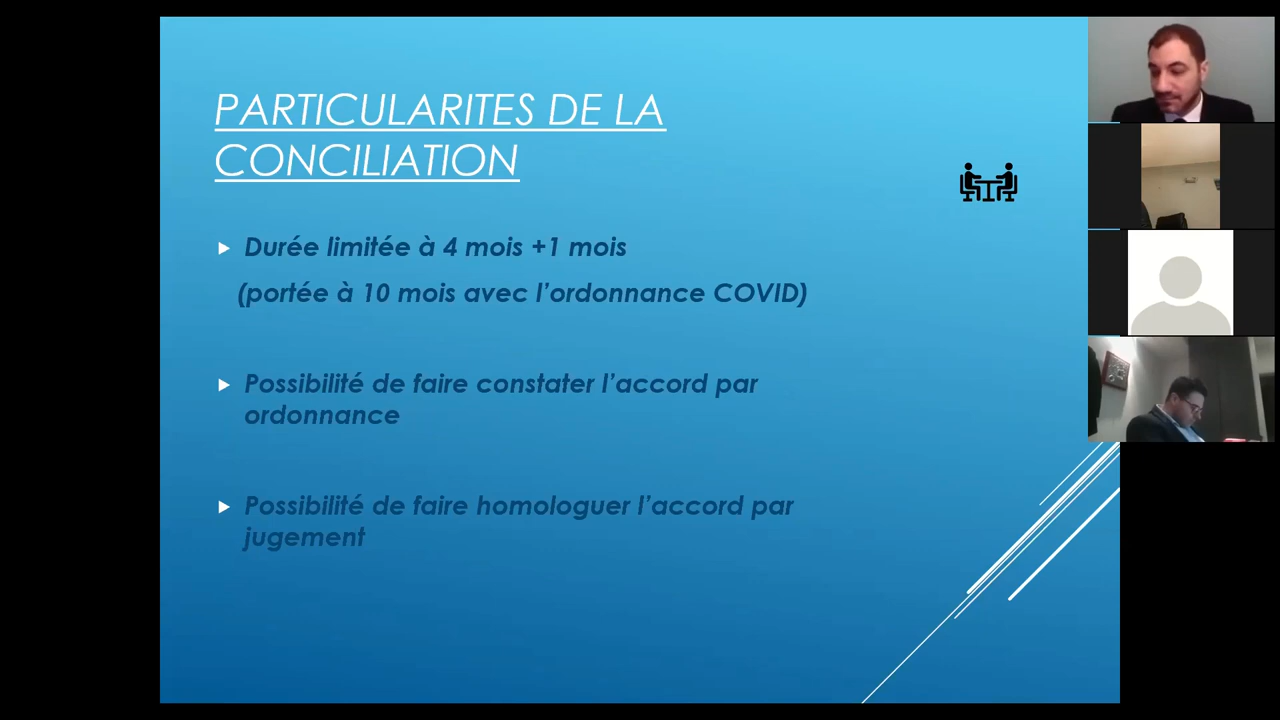 PARTICULARITES DE LA
CONCILIATION
Durée limitée à 4 mois +1 mois
(portée à 10 mois avec l’ordonnance COVID)
Possibilité de faire constater l’accord par
ordonnance
Possibilité de faire homologuer l’accord par
jugement